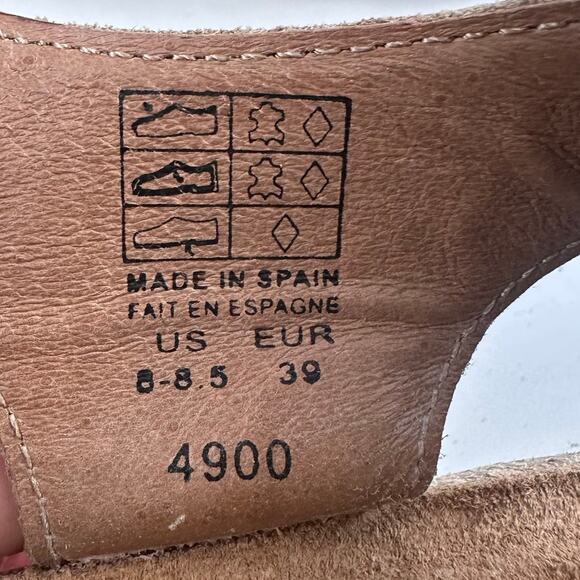 MADE IN SPAIN
FAIT EN ESPAGNE
US EUR
8-8.5 39
4900